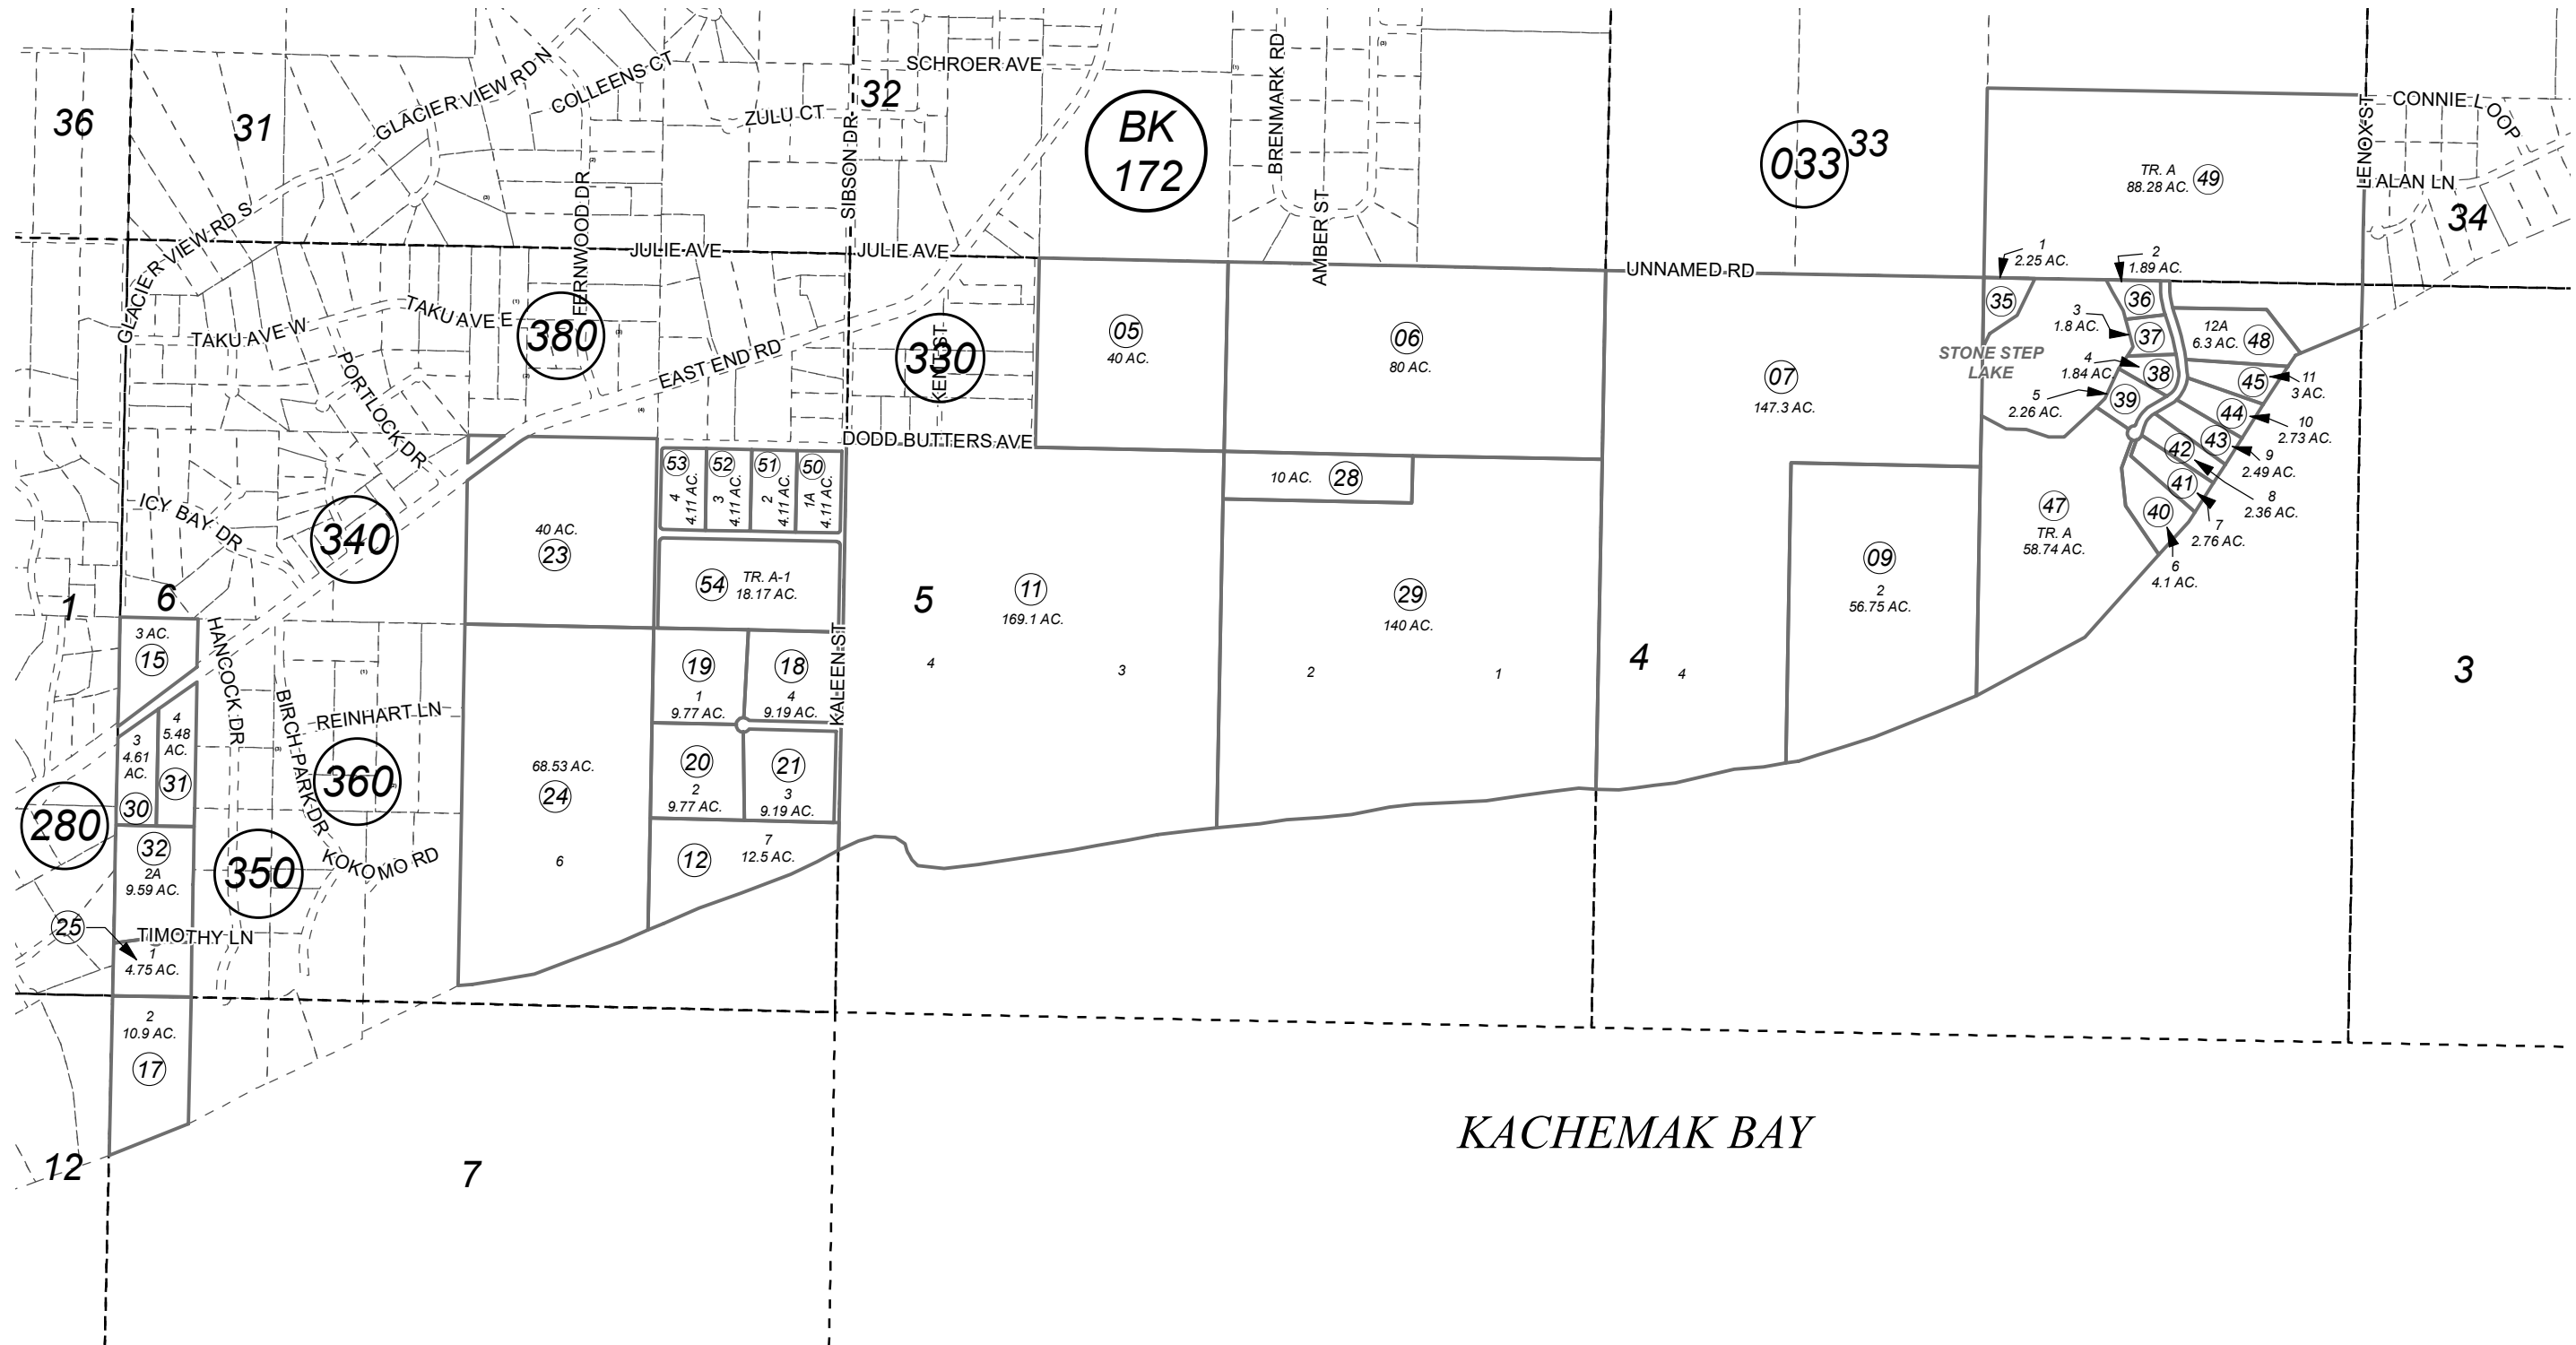 36
31
GLACIER VIEW RD N
COLLEENS CT
ZULU CT
SIBSON DR
32
SCHROER AVE
BK
172
BRENMARK RD
AMBER ST
033
33
TR. A
88.28 AC.
49
LENOX ST
CONNIE LOOP
ALAN LN
34
GLACIER VIEW RD S
FERNWOOD DR
JULIE AVE
JULIE AVE
UNNAMED RD
1
2.25 AC.
2
1.89 AC.
TAKU AVE W
TAKU AVE E
380
EAST END RD
330
KENT ST
05
40 AC.
06
80 AC.
07
147.3 AC.
STONE STEP
LAKE
35
36
3
1.8 AC.
37
4
1.84 AC.
38
5
2.26 AC.
39
12A
6.3 AC.
48
45
11
3 AC.
44
10
2.73 AC.
43
9
2.49 AC.
42
8
2.36 AC.
41
7
2.76 AC.
40
6
4.1 AC.
47
TR. A
58.74 AC.
PORTLOCK DR
ICY BAY DR
340
DODD BUTTERS AVE
53
4
4.11 AC.
52
3
4.11 AC.
51
2
4.11 AC.
50
1A
4.11 AC.
10 AC.
28
40 AC.
23
54
TR. A-1
18.17 AC.
5
11
169.1 AC.
29
140 AC.
09
2
56.75 AC.
1
6
3 AC.
15
HANCOCK DR
BIRCH PARK DR
REINHART LN
360
19
1
9.77 AC.
18
4
9.19 AC.
KALEEN ST
4
3
2
1
4
4
3
3
4.61
AC.
30
4
5.48
AC.
31
280
68.53 AC.
24
6
20
2
9.77 AC.
21
3
9.19 AC.
12
7
12.5 AC.
32
2A
9.59 AC.
350
KOKOMO RD
25
TIMOTHY LN
1
4.75 AC.
2
10.9 AC.
17
12
7
KACHEMAK BAY